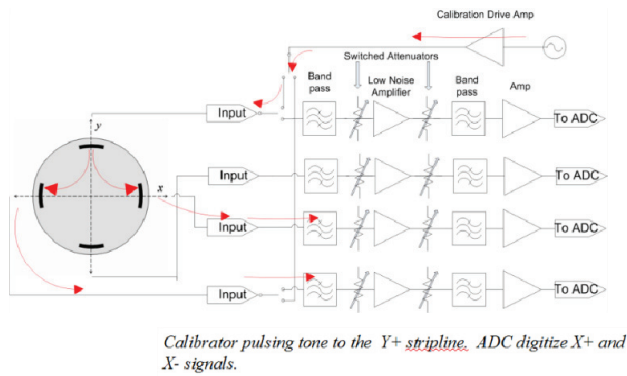 Calibration Drive Amp
Switched Attenuators
Band
pass
Low Noise
Amplifier
Band
pass
Amp
Input
To ADC
y
Input
To ADC
x
Input
To ADC
Input
To ADC
Calibrator pulsing tone to the Y+ stripline. ADC digitize X+ and
X- signals.